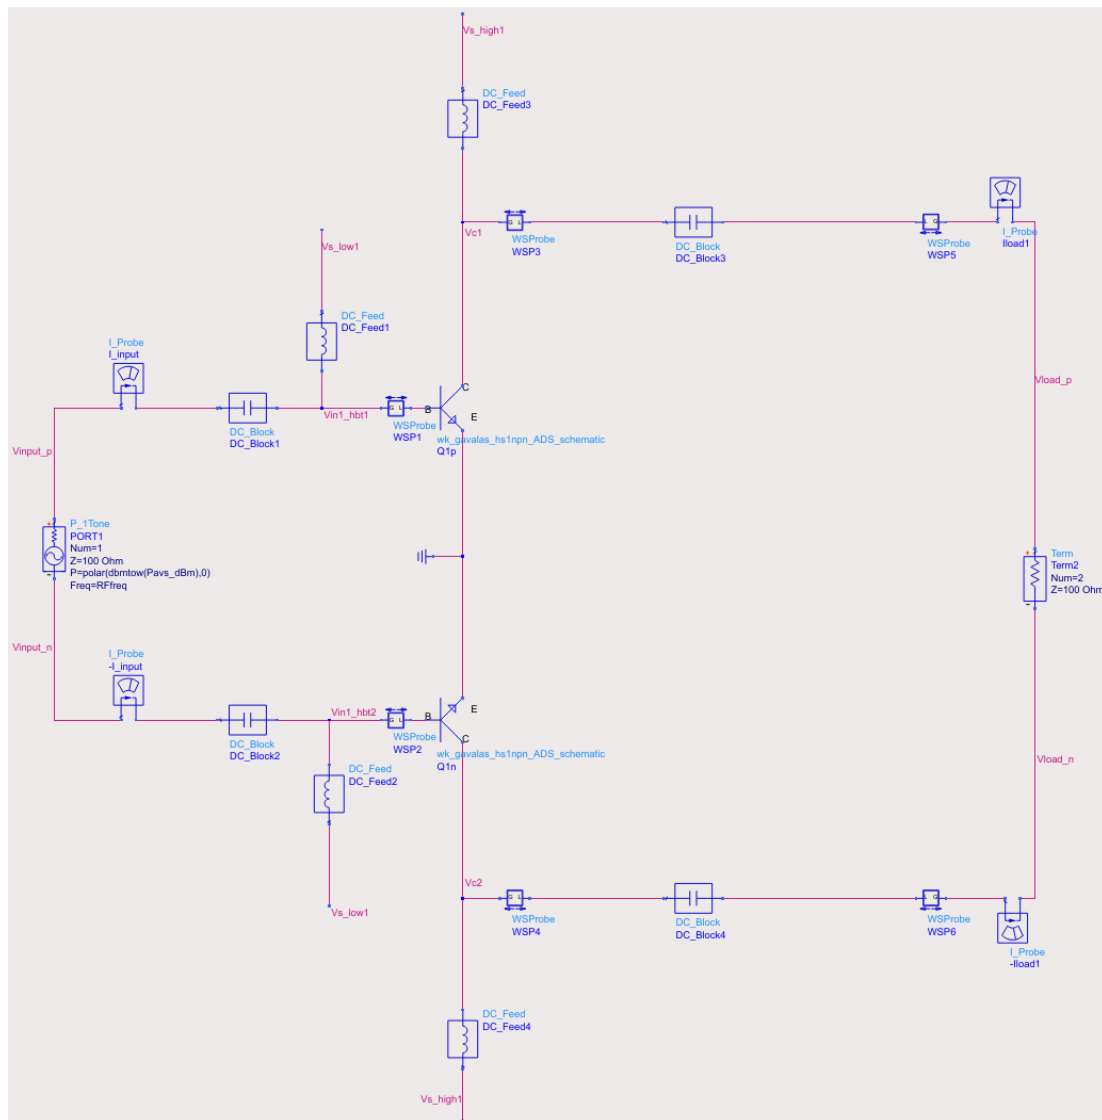 Vs_high1
DC_Feed
DC_Feed3
Vc1
G L
WSProbe
WSP3
DC_Block
DC_Block3
L G
WSProbe
WSP5
I_Probe
Iload1
Vs_low1
DC_Feed
DC_Feed1
I_Probe
I_input
DC_Block
DC_Block1
Vin1_hbt1
G L
WSProbe
WSP1
B
C
E
wk_gavalas_hs1npn_ADS_schematic
Q1p
Vload_p
Vinput_p
+
P_1Tone
PORT1
Num=1
Z=100 Ohm
P=polar(dbmtow(Pavs_dBm),0)
Freq=RFfreq
-
+
Term
Term2
Num=2
Z=100 Ohm
-
Vinput_n
I_Probe
-I_input
DC_Block
DC_Block2
Vin1_hbt2
G L
WSProbe
WSP2
B
E
C
wk_gavalas_hs1npn_ADS_schematic
Q1n
DC_Feed
DC_Feed2
Vs_low1
Vload_n
Vc2
G L
WSProbe
WSP4
DC_Block
DC_Block4
L G
WSProbe
WSP6
I_Probe
-Iload1
DC_Feed
DC_Feed4
Vs_high1